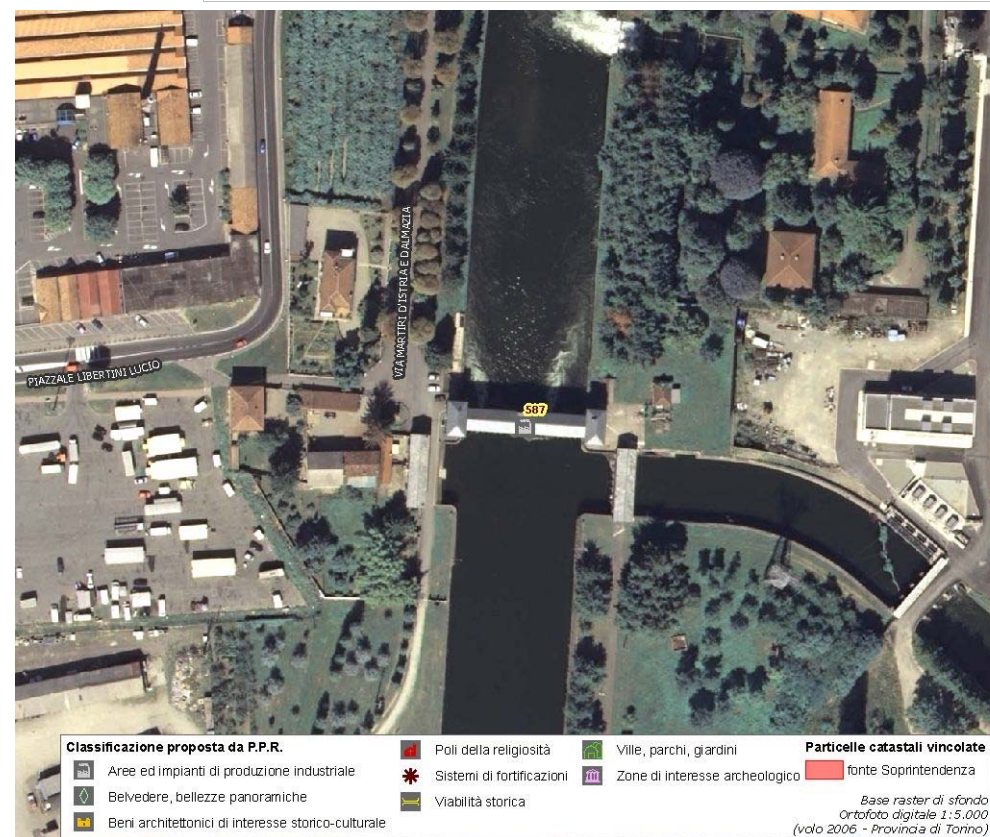 VIA MARTIRI D'ISTRIA E DALMAZIA
PIAZZALE LIBERTINI LUCIO
587
Classificazione proposta da P.P.R.
Aree ed impianti di produzione industriale
Belvedere, bellezze panoramiche
Beni architettonici di interesse storico-culturale
Poli della religiosità
Sistemi di fortificazioni
Viabilità storica
Ville, parchi, giardini
Zone di interesse archeologico
Particelle catastali vincolate
fonte Soprintendenza
Base raster di sfondo
Ortofoto digitale 1:5.000
(volo 2006 - Provincia di Torino)